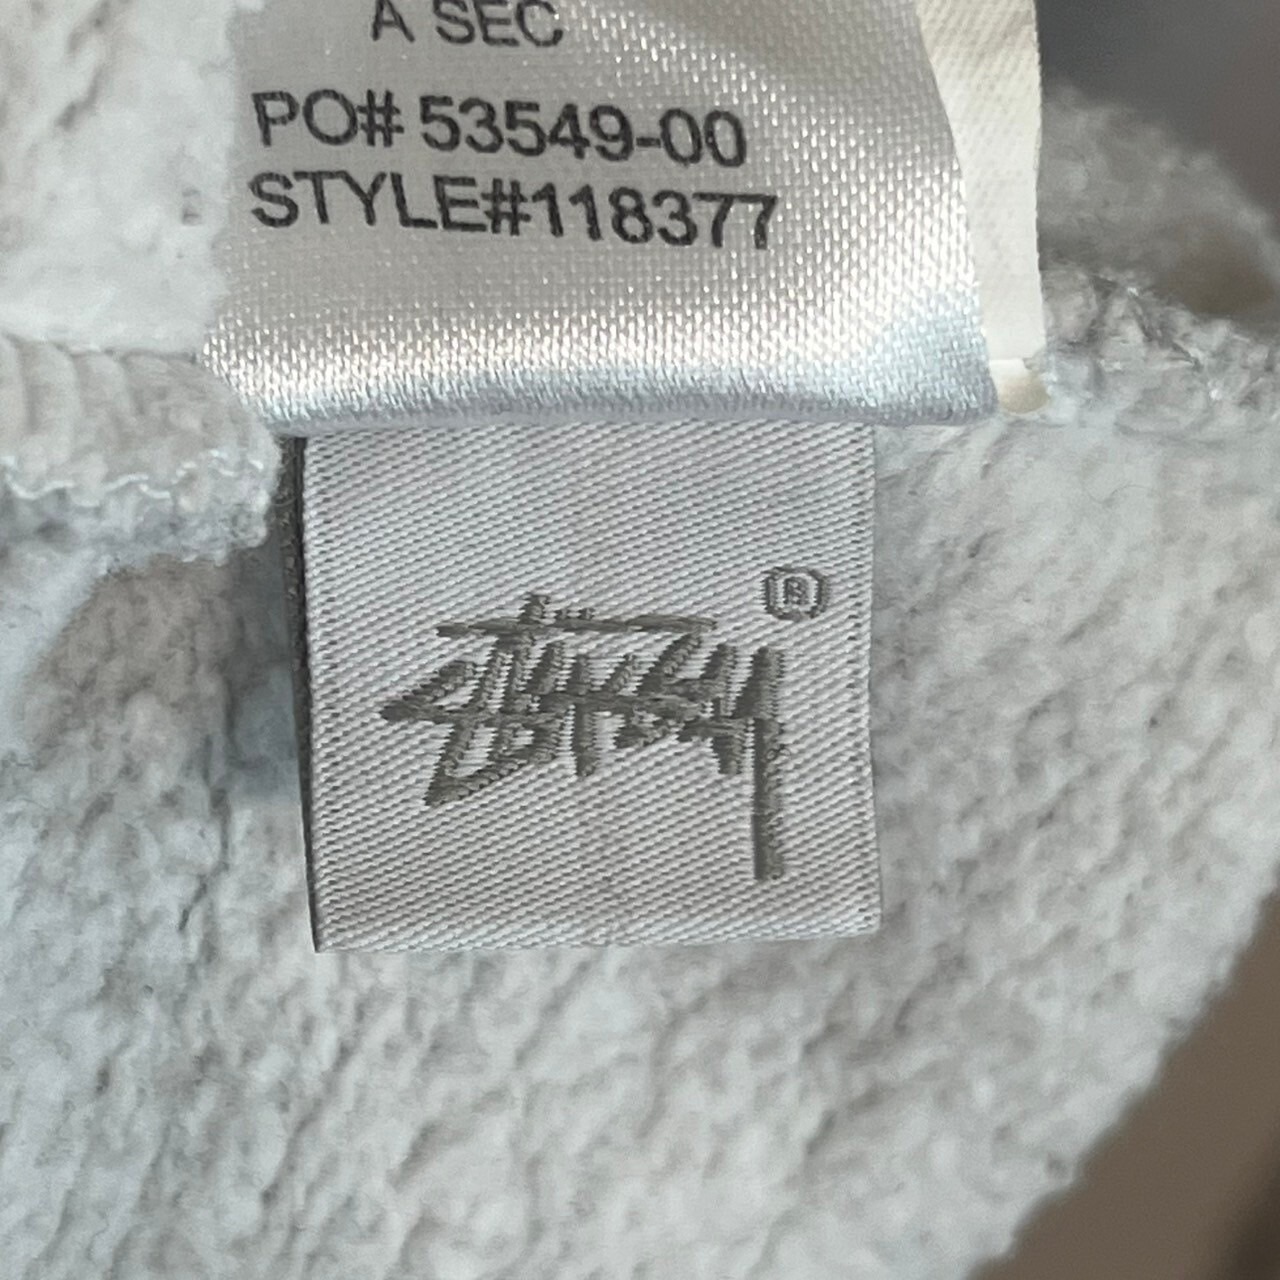 A SEC
PO# 53549-00
STYLE#118377
Stüssy ®